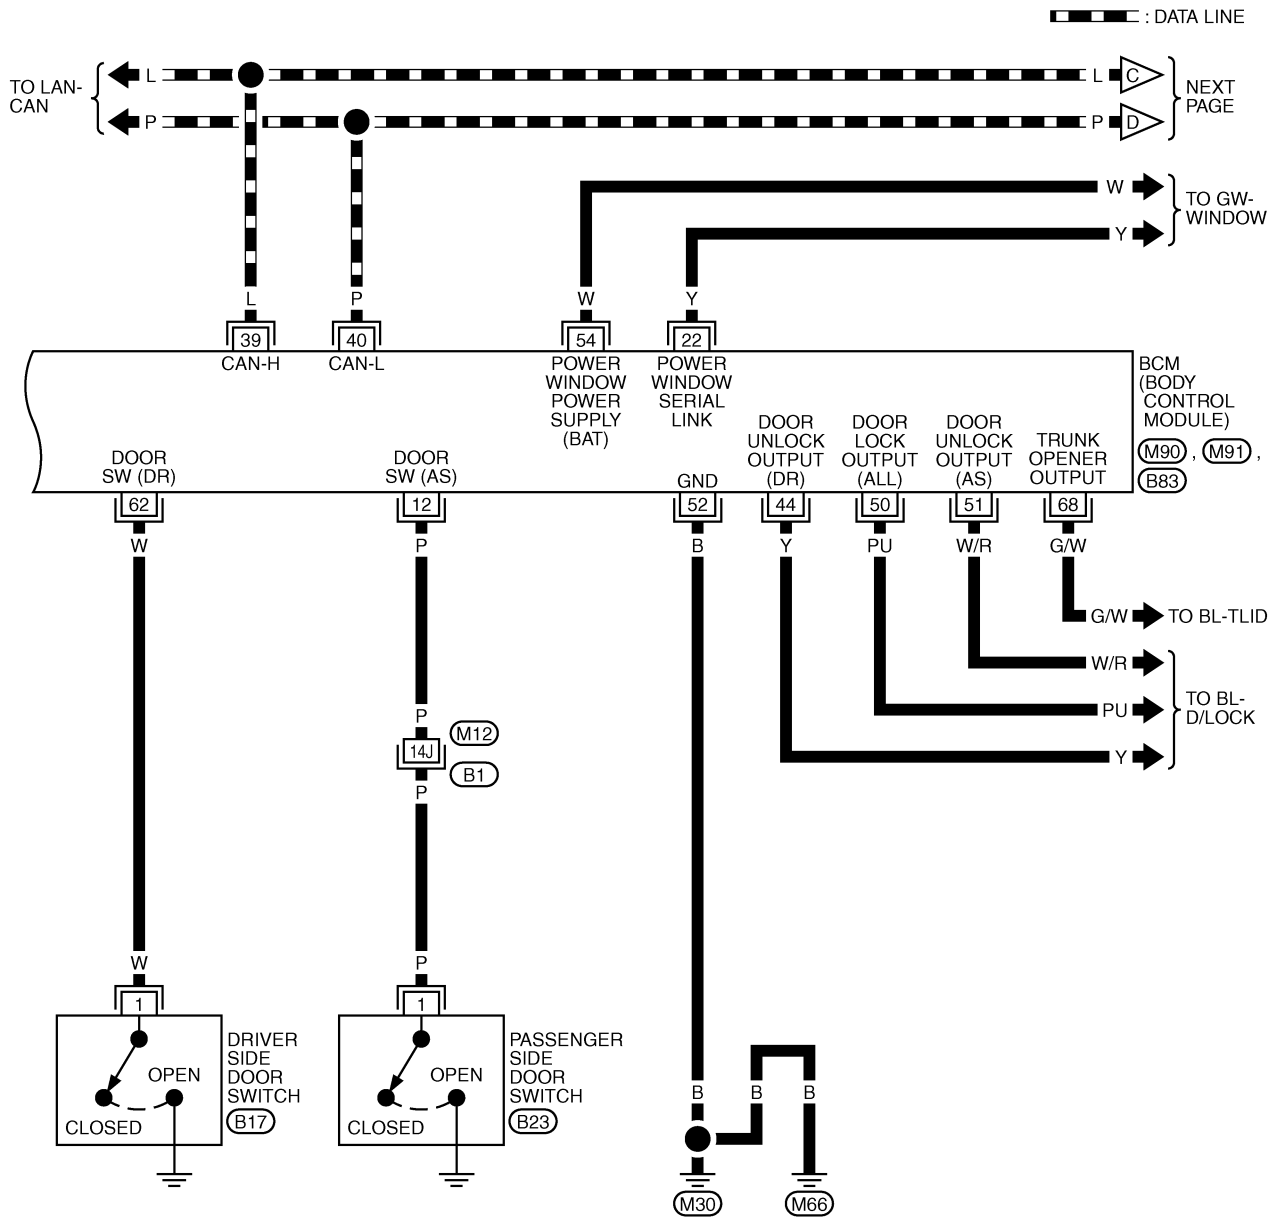 : DATA LINE
TO LAN-
CAN
L
L
C
P
P
D
NEXT
PAGE
W
Y
TO GW-
WINDOW
L
P
W
Y
39
40
54
22
CAN-H
CAN-L
POWER
WINDOW
POWER
SUPPLY
(BAT)
POWER
WINDOW
SERIAL
LINK
BCM
(BODY
CONTROL
MODULE)
M90 , M91 ,
B83
DOOR
SW (DR)
DOOR
SW (AS)
GND
DOOR
UNLOCK
OUTPUT
(DR)
DOOR
LOCK
OUTPUT
(ALL)
DOOR
UNLOCK
OUTPUT
(AS)
TRUNK
OPENER
OUTPUT
62
12
52
44
50
51
68
W
P
B
Y
PU
W/R
G/W
G/W
TO BL-TLID
W/R
PU
Y
TO BL-
D/LOCK
P
14J
M12
B1
P
W
P
1
1
DRIVER
SIDE
DOOR
SWITCH
B17
OPEN
CLOSED
PASSENGER
SIDE
DOOR
SWITCH
B23
OPEN
CLOSED
B
B
B
M30
M66